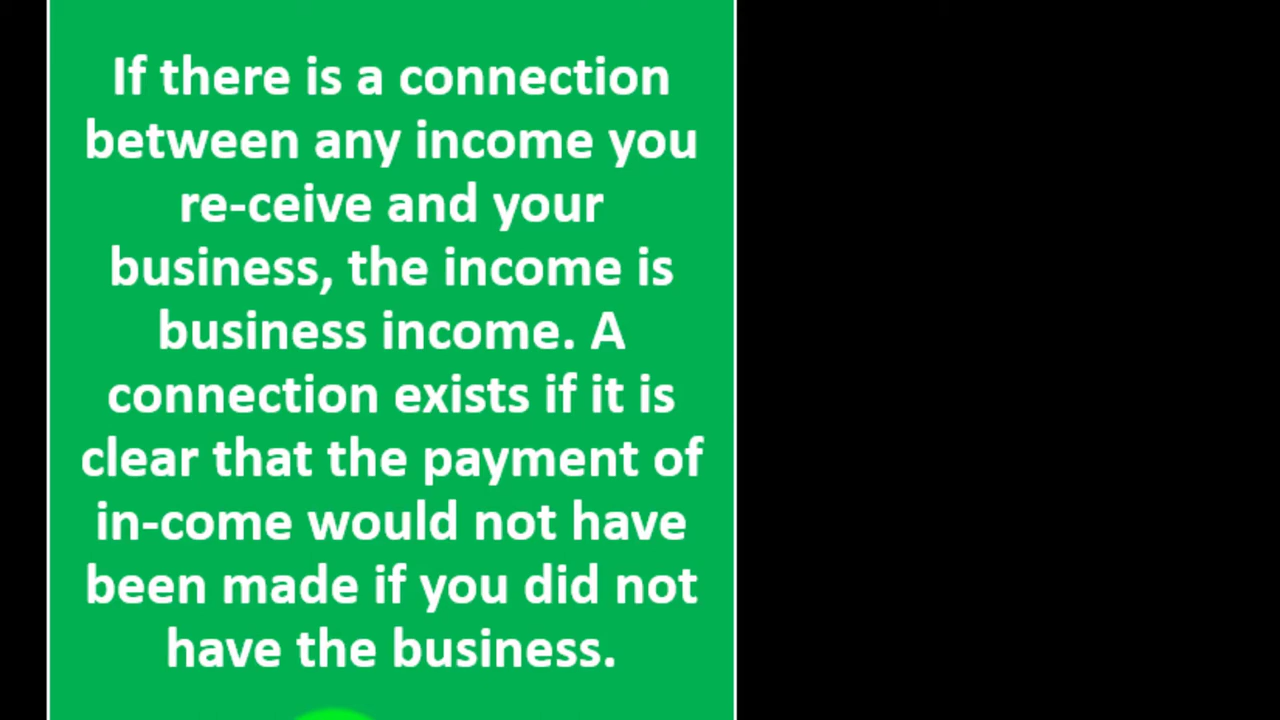 If there is a connection
between any income you
re-ceive and your
business, the income is
business income. A
connection exists if it is
clear that the payment of
in-come would not have
been made if you did not
have the business.